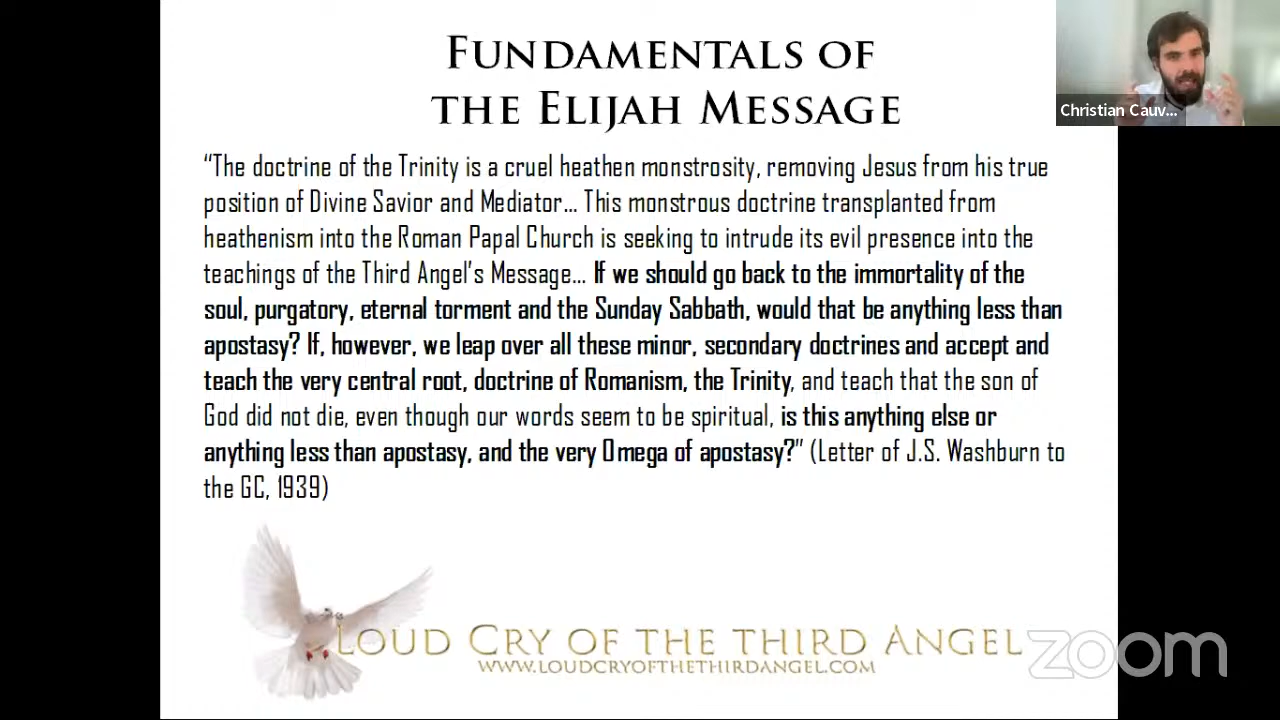 FUNDAMENTALS OF
THE ELIJAH MESSAGE
Christian Cauv...
“The doctrine of the Trinity is a cruel heathen monstrosity, removing Jesus from his true
position of Divine Savior and Mediator... This monstrous doctrine transplanted from
heathenism into the Roman Papal Church is seeking to intrude its evil presence into the
teachings of the Third Angel's Message... If we should go back to the immortality of the
soul, purgatory, eternal torment and the Sunday Sabbath, would that be anything less than
apostasy? If, however, we leap over all these minor, secondary doctrines and accept and
teach the very central root, doctrine of Romanism, the Trinity, and teach that the son of
God did not die, even though our words seem to be spiritual, is this anything else or
anything less than apostasy, and the very Omega of apostasy?” (Letter of J.S. Washburn to
the GC, 1939)
LOUD CRY OF THE THIRD ANGEL
WWW.LOUDCRYOFTHETHIRDANGEL.COM
zoom